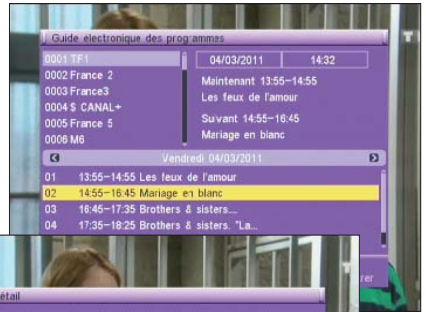 Guide electronique des programmes
0001 TF1
0002 France 2
0003 France3
0004 $ CANAL+
0005 France 5
0006 M6
04/03/2011 14:32
Maintenant 13:55-14:55
Les feux de l'amour
Suivant 14:55-16:45
Mariage en blanc
Vendredi 04/03/2011
01 13:55-14:55 Les feux de l'amour
02 14:55-16:45 Mariage en blanc
03 16:45-17:35 Brothers & sisters....
04 17:35-18:25 Brothers & sisters. "La...
rer
étail